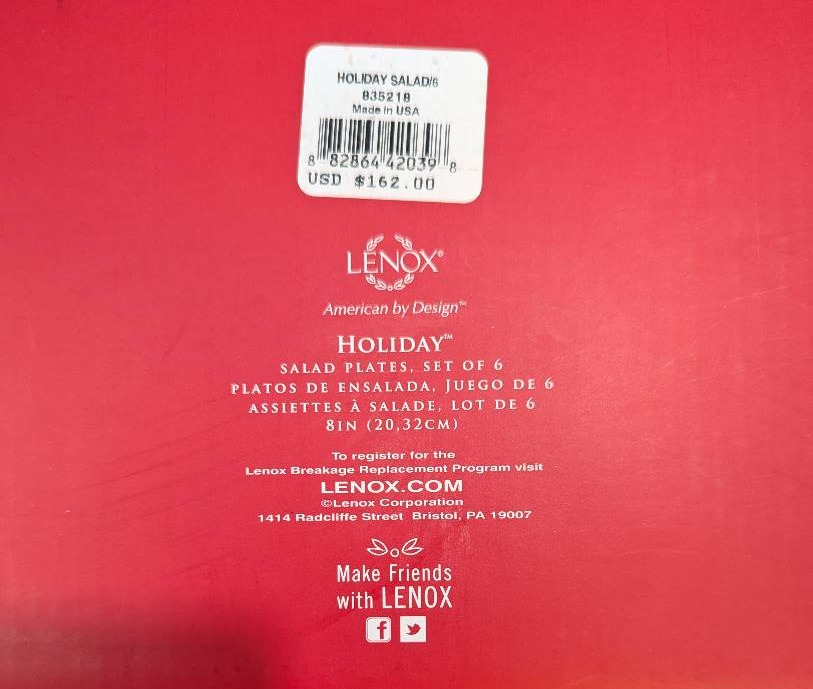 HOLIDAY SALAD/6
835218
Made in USA
8 82864 42039 8
USD $162.00
LENOX®
American by Design™
HOLIDAY™
SALAD PLATES, SET OF 6
PLATOS DE ENSALADA, JUEGO DE 6
ASSIETTES À SALADE, LOT DE 6
8IN (20,32CM)
To register for the
Lenox Breakage Replacement Program visit
LENOX.COM
©Lenox Corporation
1414 Radcliffe Street Bristol, PA 19007
Make Friends
with LENOX
f